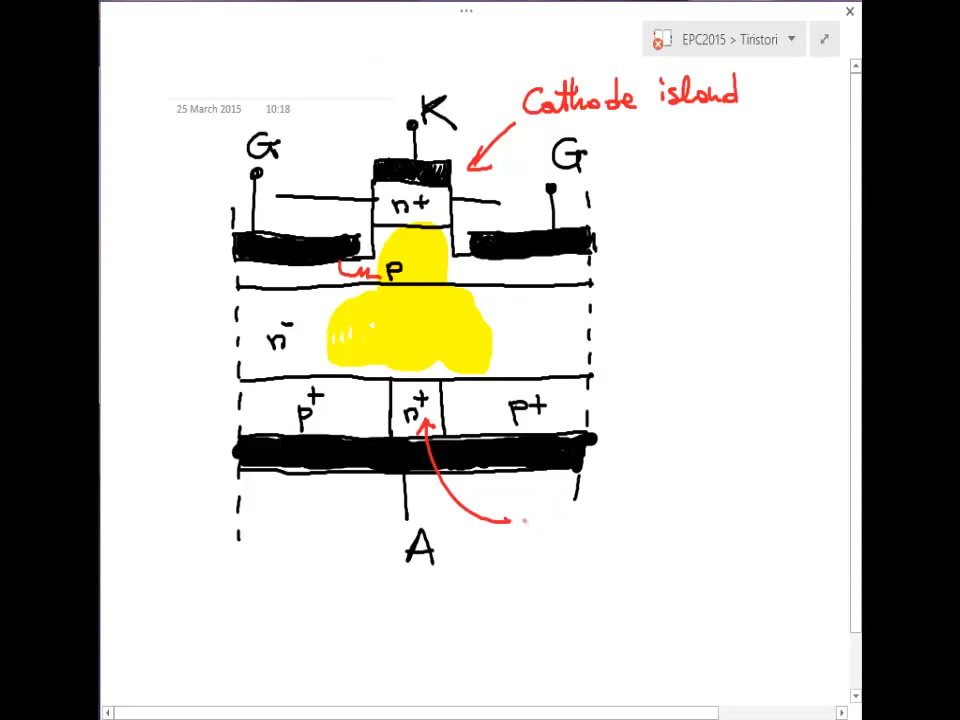 EPC2015 > Tiristori
25 March 2015 10:18
Cathode island
K
G
G
n+
p
n-
p+
n+
p+
A